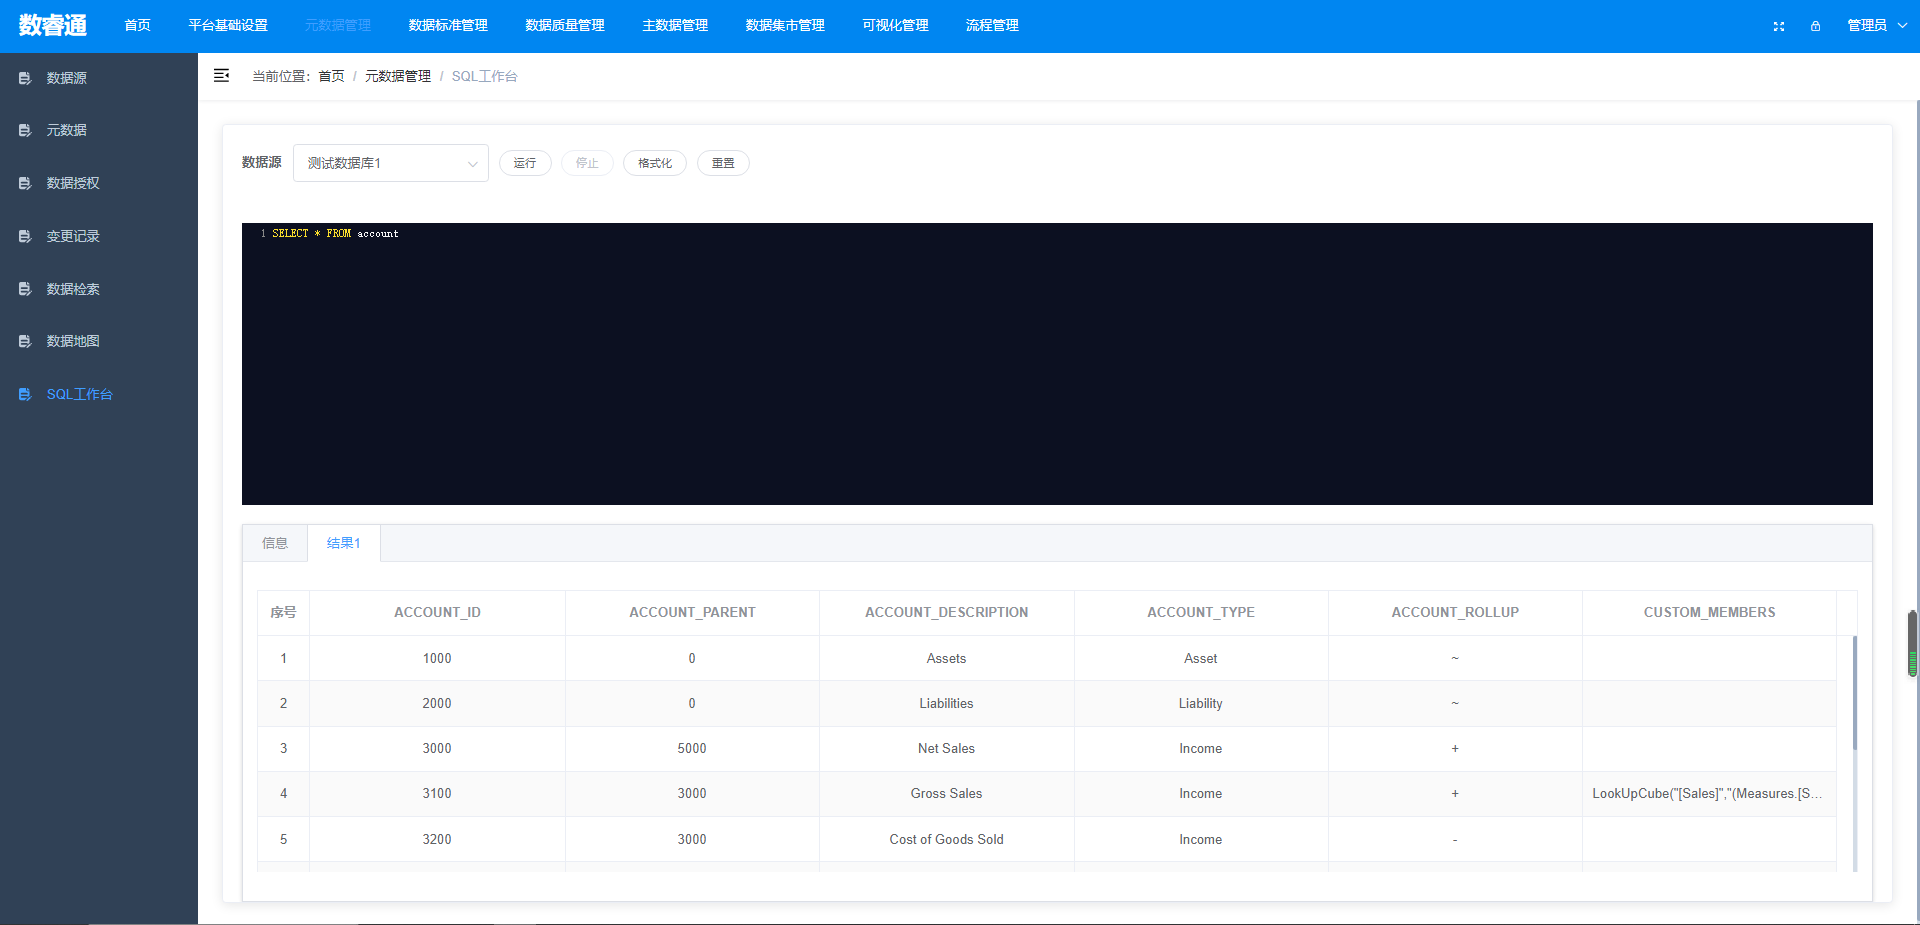 数睿通 首页 平台基础设置 元数据管理 数据标准管理 数据质量管理 主数据管理 数据集市管理 可视化管理 流程管理 管理员
数据源
元数据
数据授权
变更记录
数据检索
数据地图
SQL工作台
当前位置: 首页 / 元数据管理 / SQL工作台
数据源 测试数据库1 运行 停止 格式化 重置
1 SELECT * FROM account
信息 结果1
序号 ACCOUNT_ID ACCOUNT_PARENT ACCOUNT_DESCRIPTION ACCOUNT_TYPE ACCOUNT_ROLLUP CUSTOM_MEMBERS
1 1000 0 Assets Asset ~
2 2000 0 Liabilities Liability ~
3 3000 5000 Net Sales Income +
4 3100 3000 Gross Sales Income + LookUpCube("[Sales]","(Measures.[S...
5 3200 3000 Cost of Goods Sold Income -